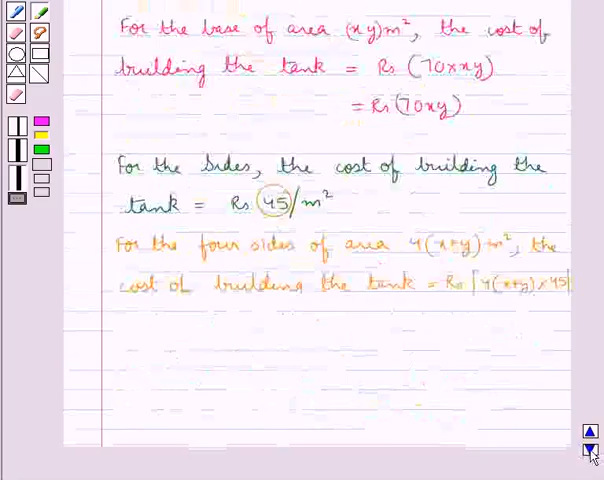 For the base of area (xy)m², the cost of
building the tank = Rs (70×xy)
= Rs(70xy)
For the Sides, the cost of building the
tank = Rs 45/m²
For the four sides of area 4(x+y) m², the
cost of building the tank = Rs [4(x+y)×45]